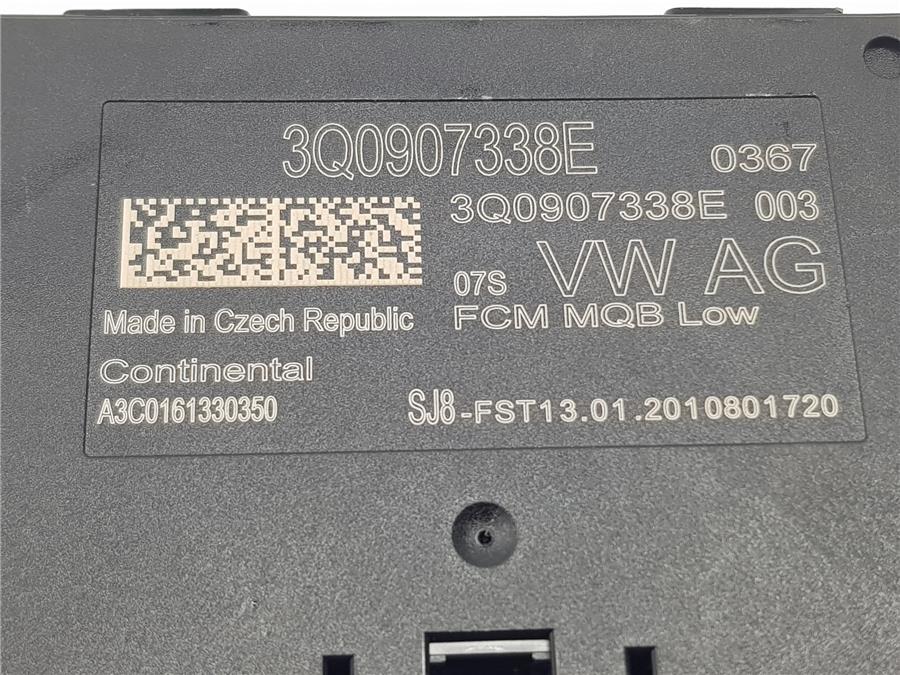 3Q0907338E 0367
3Q0907338E 003
07S VW AG
FCM MQB Low
Made in Czech Republic
Continental
A3C0161330350 SJ8-FST13.01.2010801720